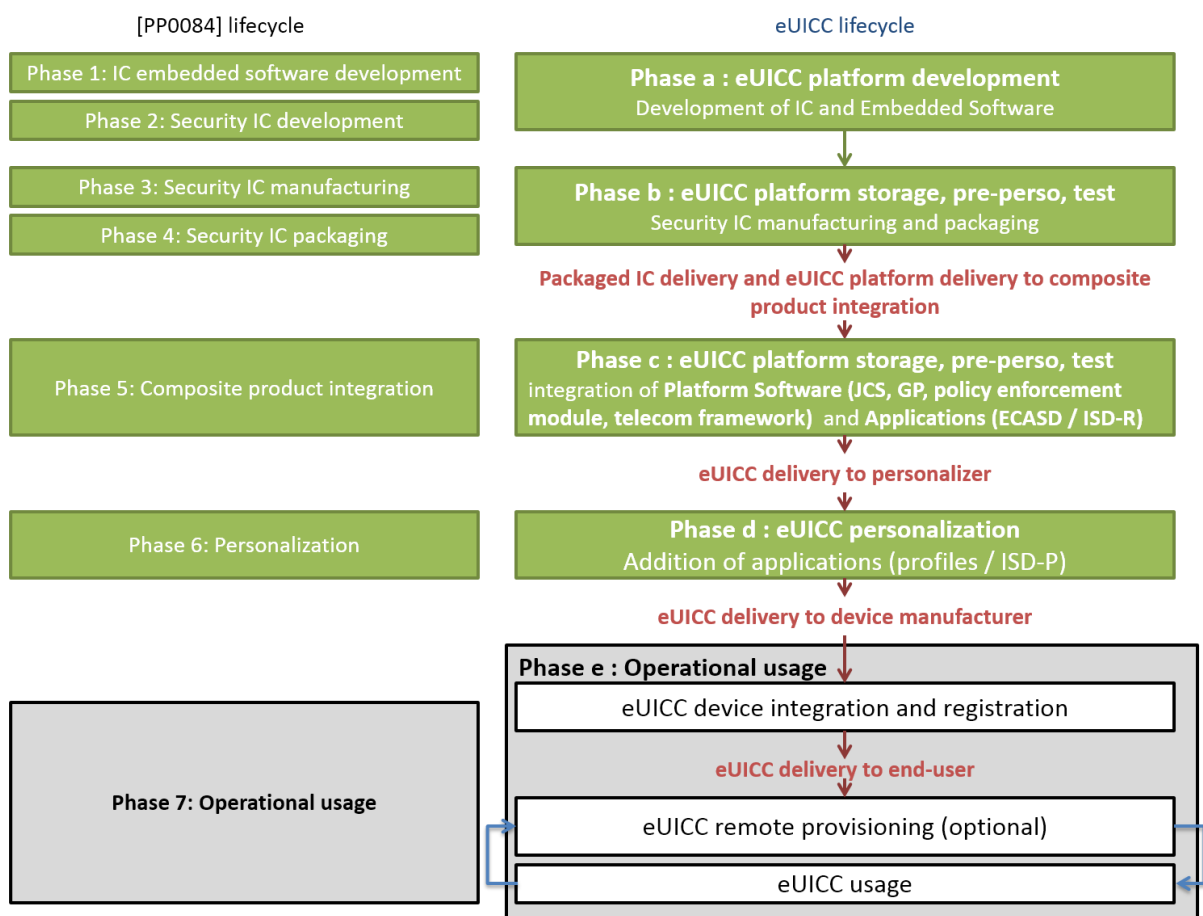 [PP0084] lifecycle
eUICC lifecycle
Phase 1: IC embedded software development
Phase 2: Security IC development
Phase a : eUICC platform development
Development of IC and Embedded Software
Phase 3: Security IC manufacturing
Phase 4: Security IC packaging
Phase b : eUICC platform storage, pre-perso, test
Security IC manufacturing and packaging
Packaged IC delivery and eUICC platform delivery to composite
product integration
Phase 5: Composite product integration
Phase c : eUICC platform storage, pre-perso, test
integration of Platform Software (JCS, GP, policy enforcement
module, telecom framework) and Applications (ECASD / ISD-R)
eUICC delivery to personalizer
Phase 6: Personalization
Phase d : eUICC personalization
Addition of applications (profiles / ISD-P)
eUICC delivery to device manufacturer
Phase 7: Operational usage
Phase e : Operational usage
eUICC device integration and registration
eUICC delivery to end-user
eUICC remote provisioning (optional)
eUICC usage